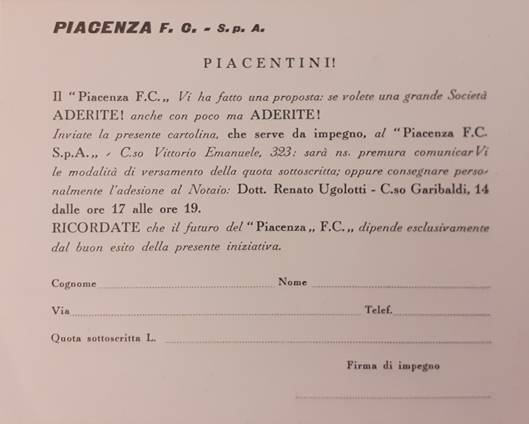 PIACENZA F. C. - S.p.A.
PIACENTINI!
Il “Piacenza F.C.„ Vi ha fatto una proposta: se volete una grande Società
ADERITE! anche con poco ma ADERITE!
Inviate la presente cartolina, che serve da impegno, al “Piacenza F.C.
S.p.A.„ - C.so Vittorio Emanuele, 323: sarà ns. premura comunicarVi
le modalità di versamento della quota sottoscritta; oppure consegnare perso-
nalmente l'adesione al Notaio: Dott. Renato Ugolotti - C.so Garibaldi, 14
dalle ore 17 alle ore 19.
RICORDATE che il futuro del “Piacenza„ F.C.„ dipende esclusivamente
dal buon esito della presente iniziativa.
Cognome Nome
Via Telef.
Quota sottoscritta L.
Firma di impegno